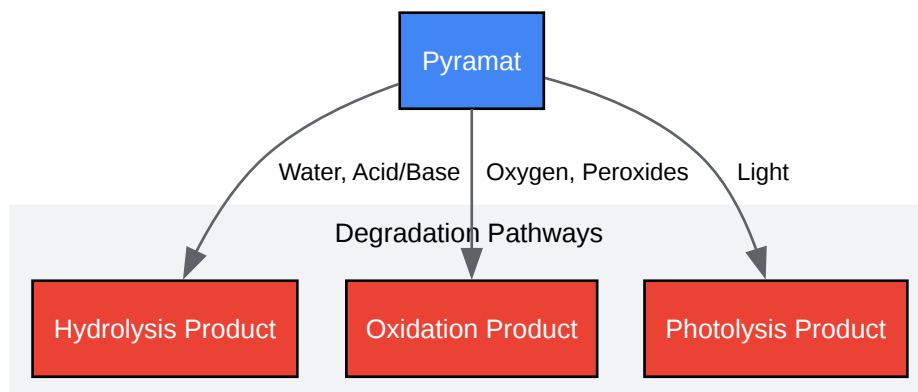 Pyramat
Water, Acid/Base
Oxygen, Peroxides
Light
Degradation Pathways
Hydrolysis Product
Oxidation Product
Photolysis Product